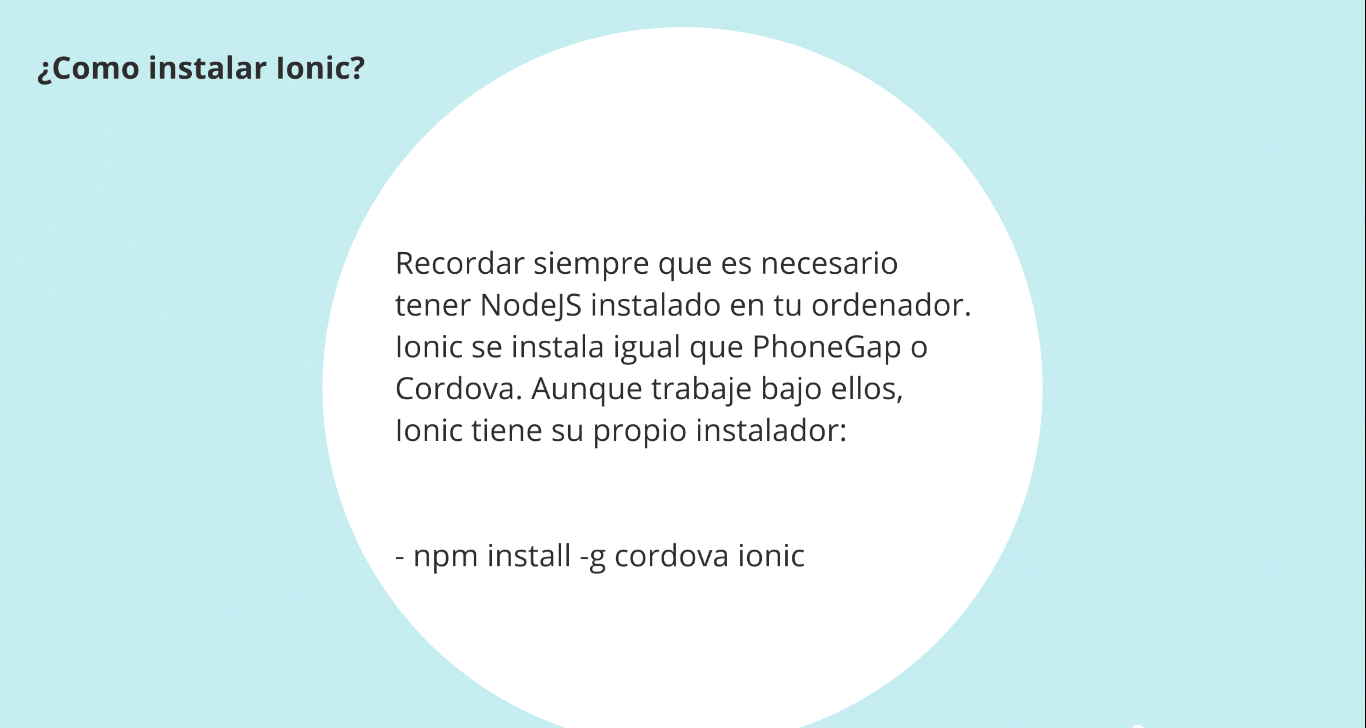 ¿Como instalar Ionic?
Recordar siempre que es necesario
tener NodeJS instalado en tu ordenador.
Ionic se instala igual que PhoneGap o
Cordova. Aunque trabaje bajo ellos,
Ionic tiene su propio instalador:
- npm install -g cordova ionic